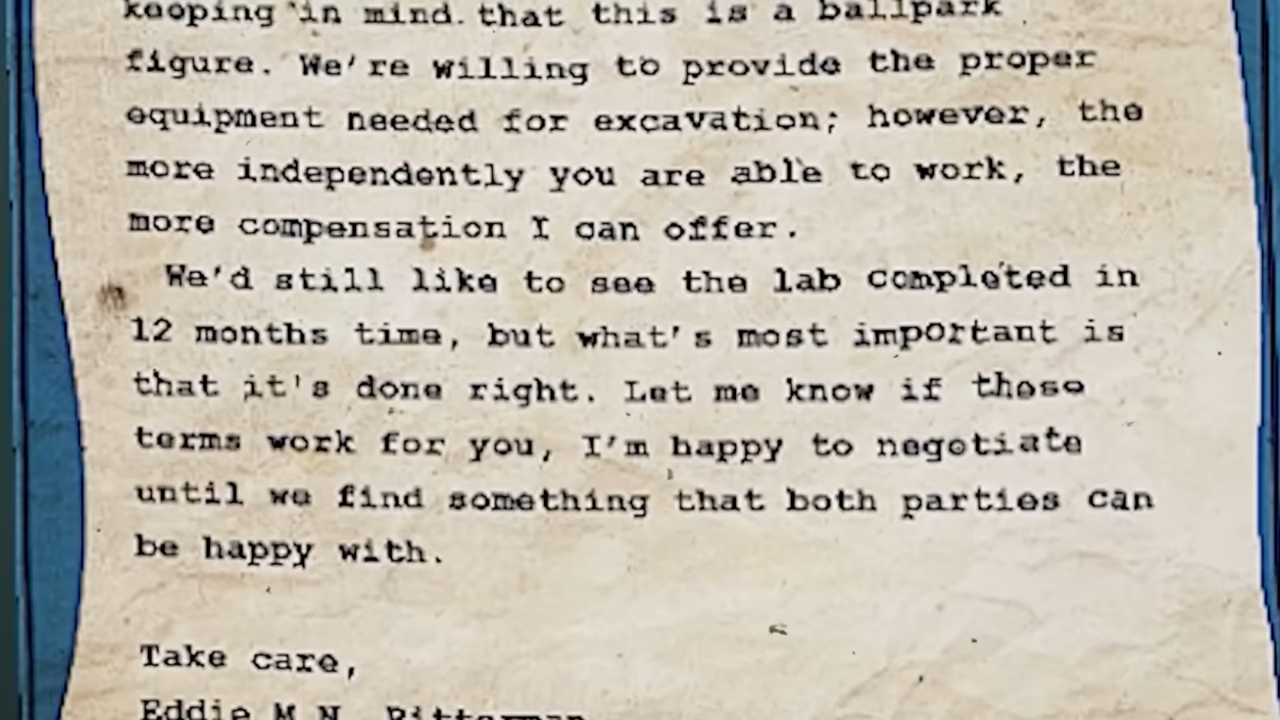 keeping in mind that this is a ballpark
figure. We're willing to provide the proper
equipment needed for excavation; however, the
more independently you are able to work, the
more compensation I can offer.
We'd still like to see the lab completed in
12 months time, but what's most important is
that it's done right. Let me know if these
terms work for you, I'm happy to negotiate
until we find something that both parties can
be happy with.
Take care,
Eddie M.N. Ritterman